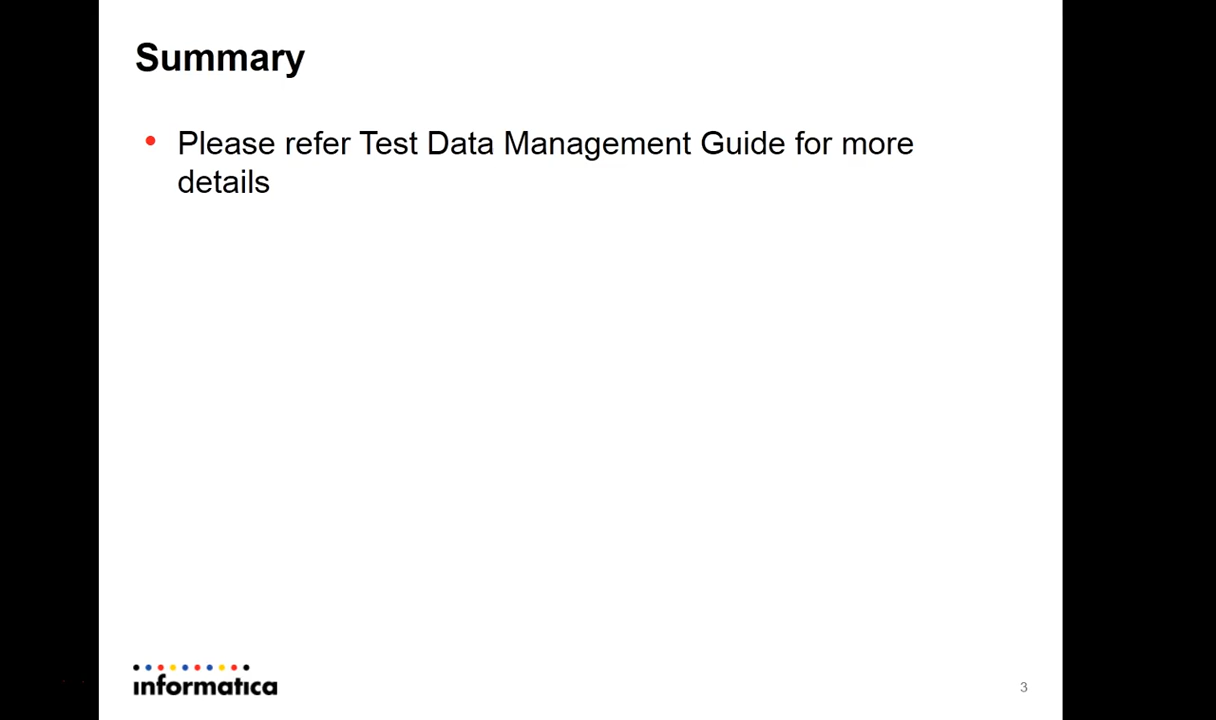 Summary
• Please refer Test Data Management Guide for more
details
informatica
3